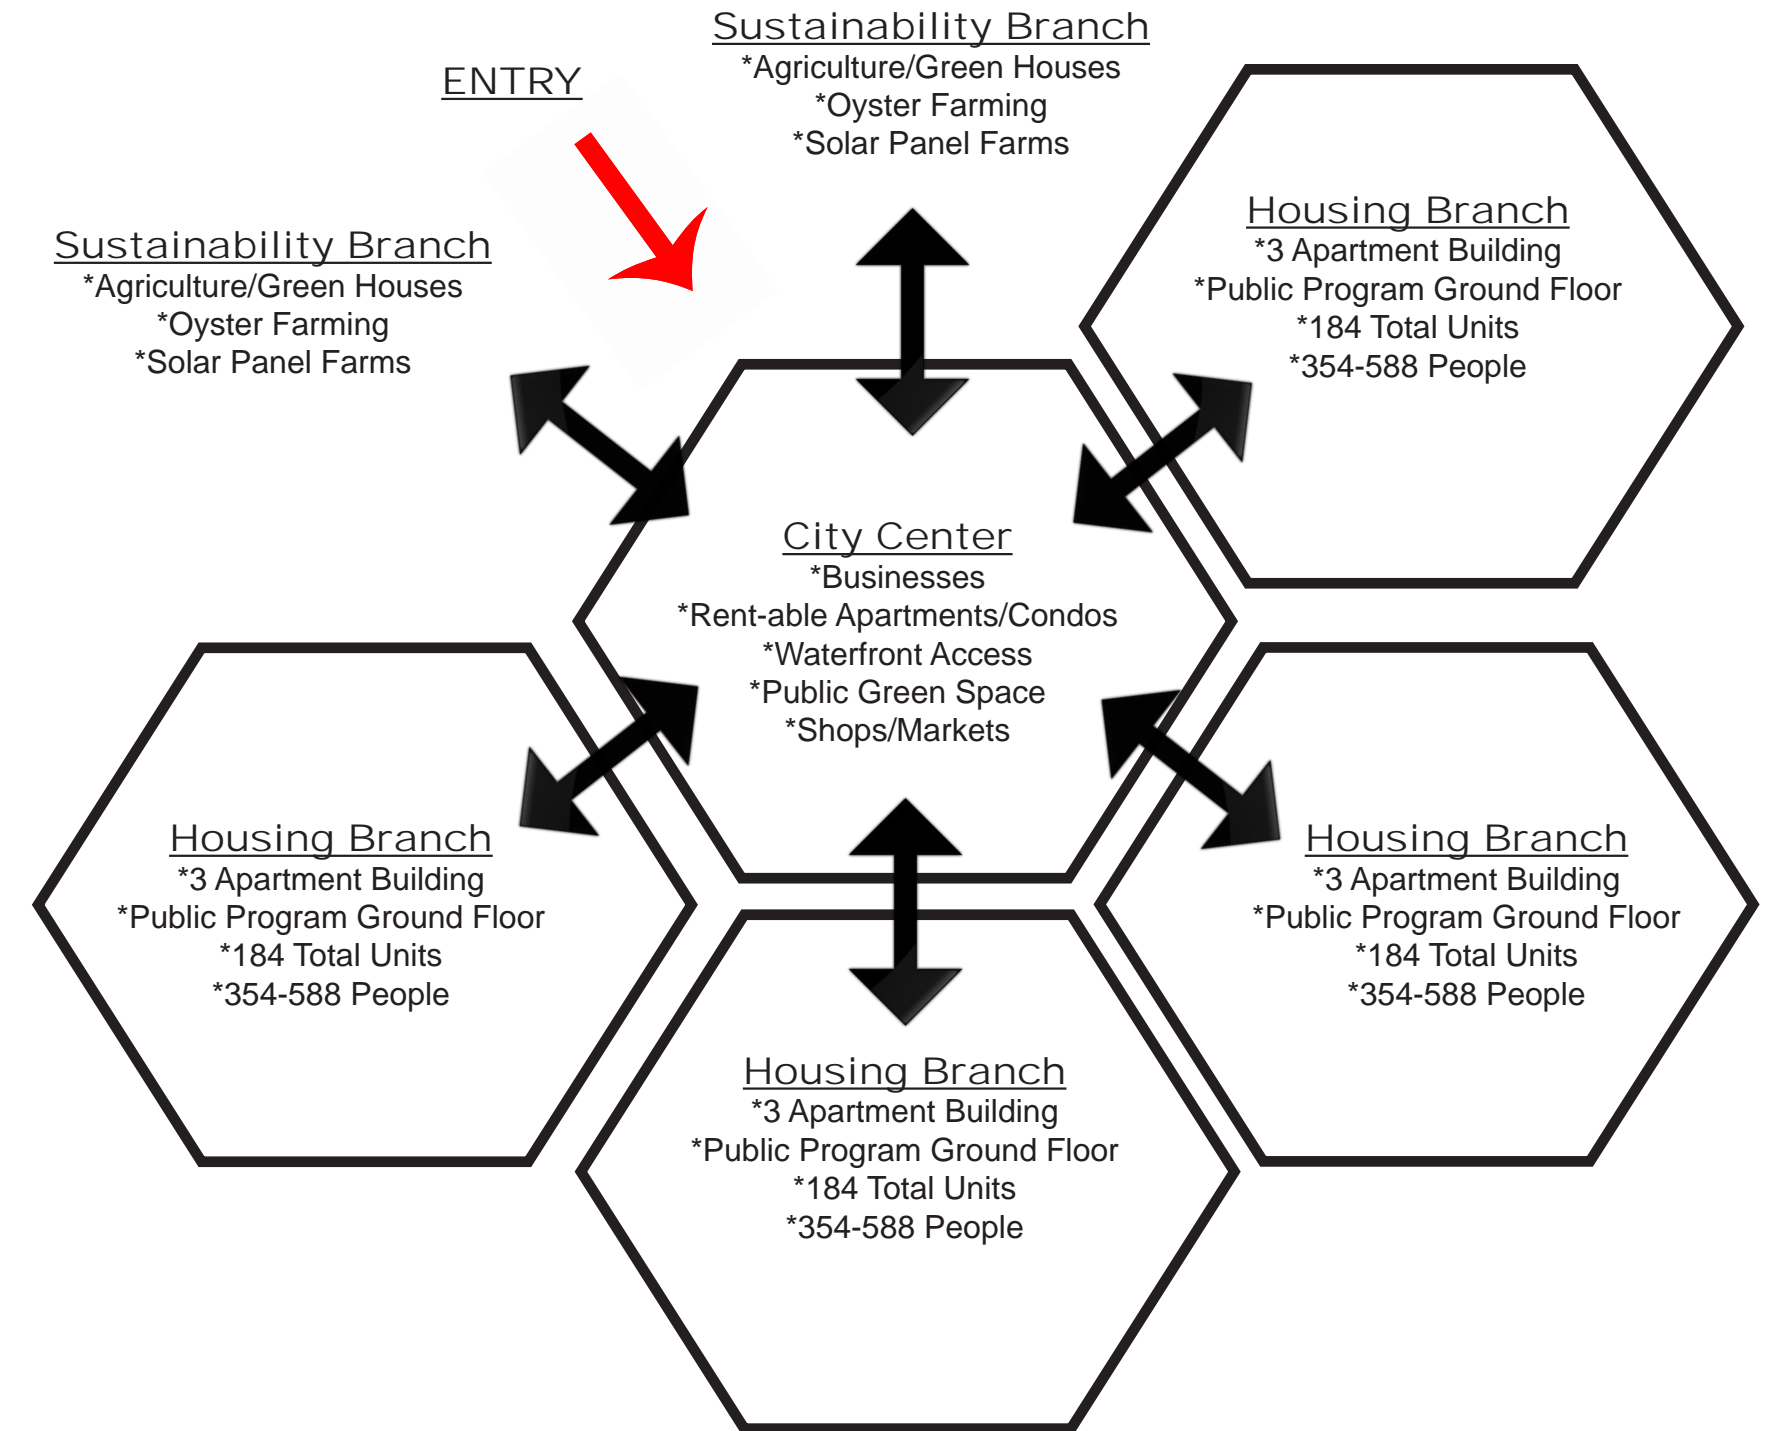 Sustainability Branch
*Agriculture/Green Houses
*Oyster Farming
*Solar Panel Farms
ENTRY
Sustainability Branch
*Agriculture/Green Houses
*Oyster Farming
*Solar Panel Farms
Housing Branch
*3 Apartment Building
*Public Program Ground Floor
*184 Total Units
*354-588 People
City Center
*Businesses
*Rent-able Apartments/Condos
*Waterfront Access
*Public Green Space
*Shops/Markets
Housing Branch
*3 Apartment Building
*Public Program Ground Floor
*184 Total Units
*354-588 People
Housing Branch
*3 Apartment Building
*Public Program Ground Floor
*184 Total Units
*354-588 People
Housing Branch
*3 Apartment Building
*Public Program Ground Floor
*184 Total Units
*354-588 People